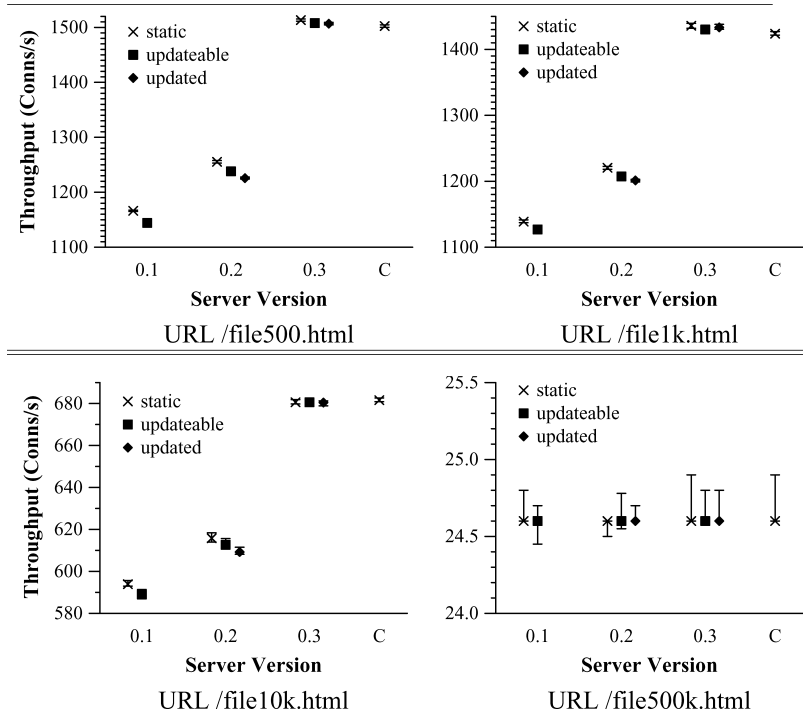 1500
1400
1300
1200
1100
Throughput (Conns/s)
static
updateable
updated
0.1 0.2 0.3 C
Server Version
URL /file500.html
1400
1300
1200
1100
static
updateable
updated
0.1 0.2 0.3 C
Server Version
URL /file1k.html
680
660
640
620
600
580
Throughput (Conns/s)
static
updateable
updated
0.1 0.2 0.3 C
Server Version
URL /file10k.html
25.5
25.0
24.5
24.0
static
updateable
updated
0.1 0.2 0.3 C
Server Version
URL /file500k.html